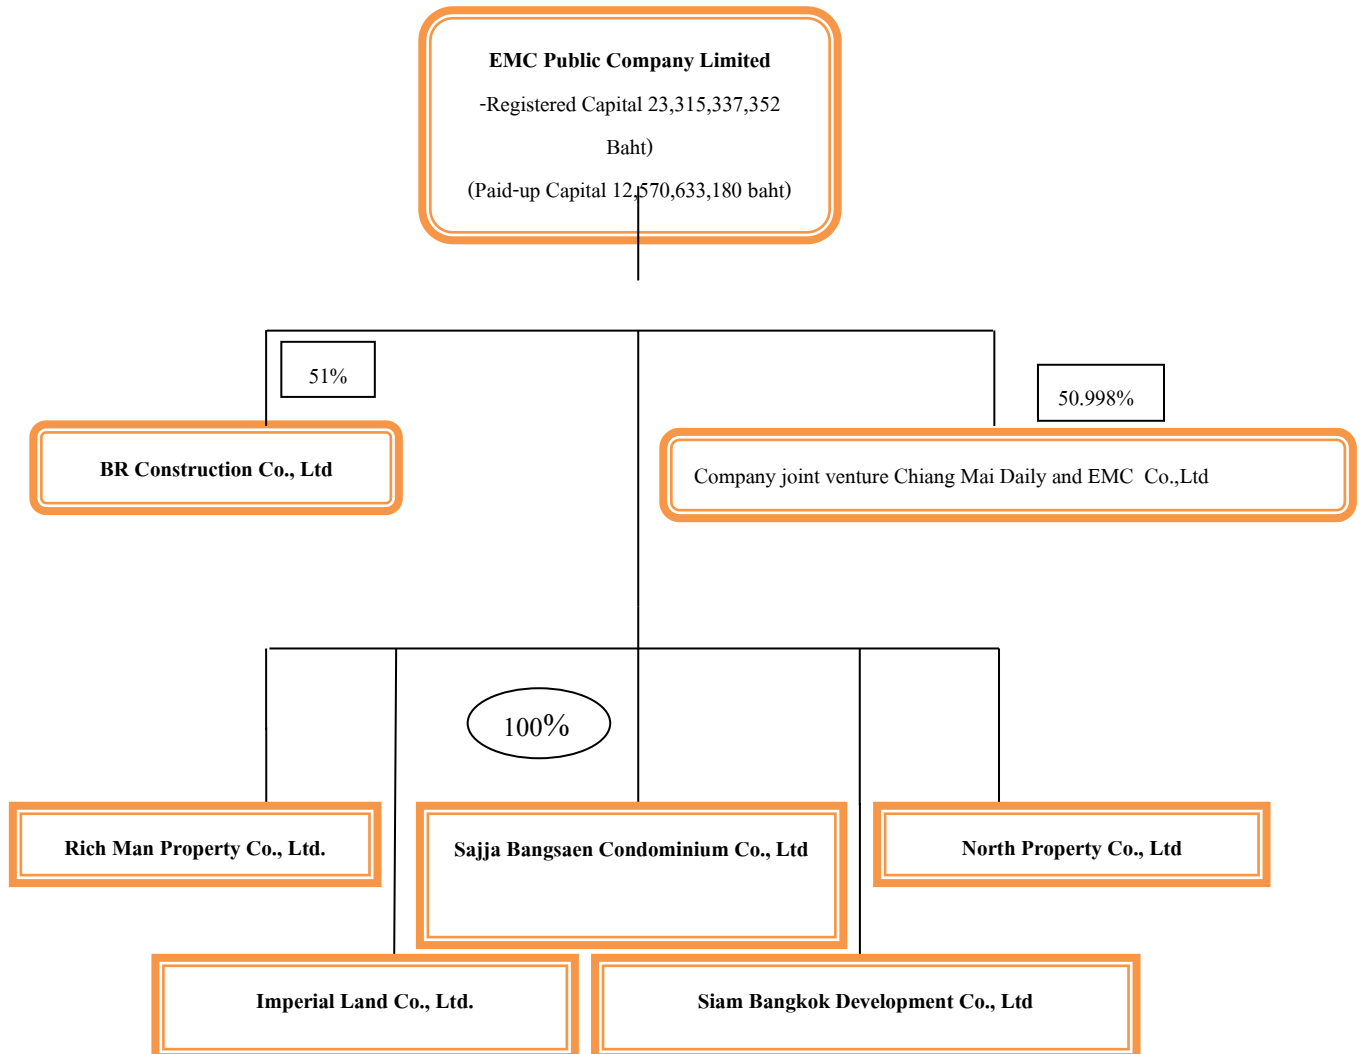 EMC Public Company Limited
-Registered Capital 23,315,337,352
Baht)
(Paid-up Capital 12,570,633,180 baht)
51%
50.998%
BR Construction Co., Ltd
Company joint venture Chiang Mai Daily and EMC Co.,Ltd
100%
Rich Man Property Co., Ltd.
Sajja Bangsaen Condominium Co., Ltd
North Property Co., Ltd
Imperial Land Co., Ltd.
Siam Bangkok Development Co., Ltd